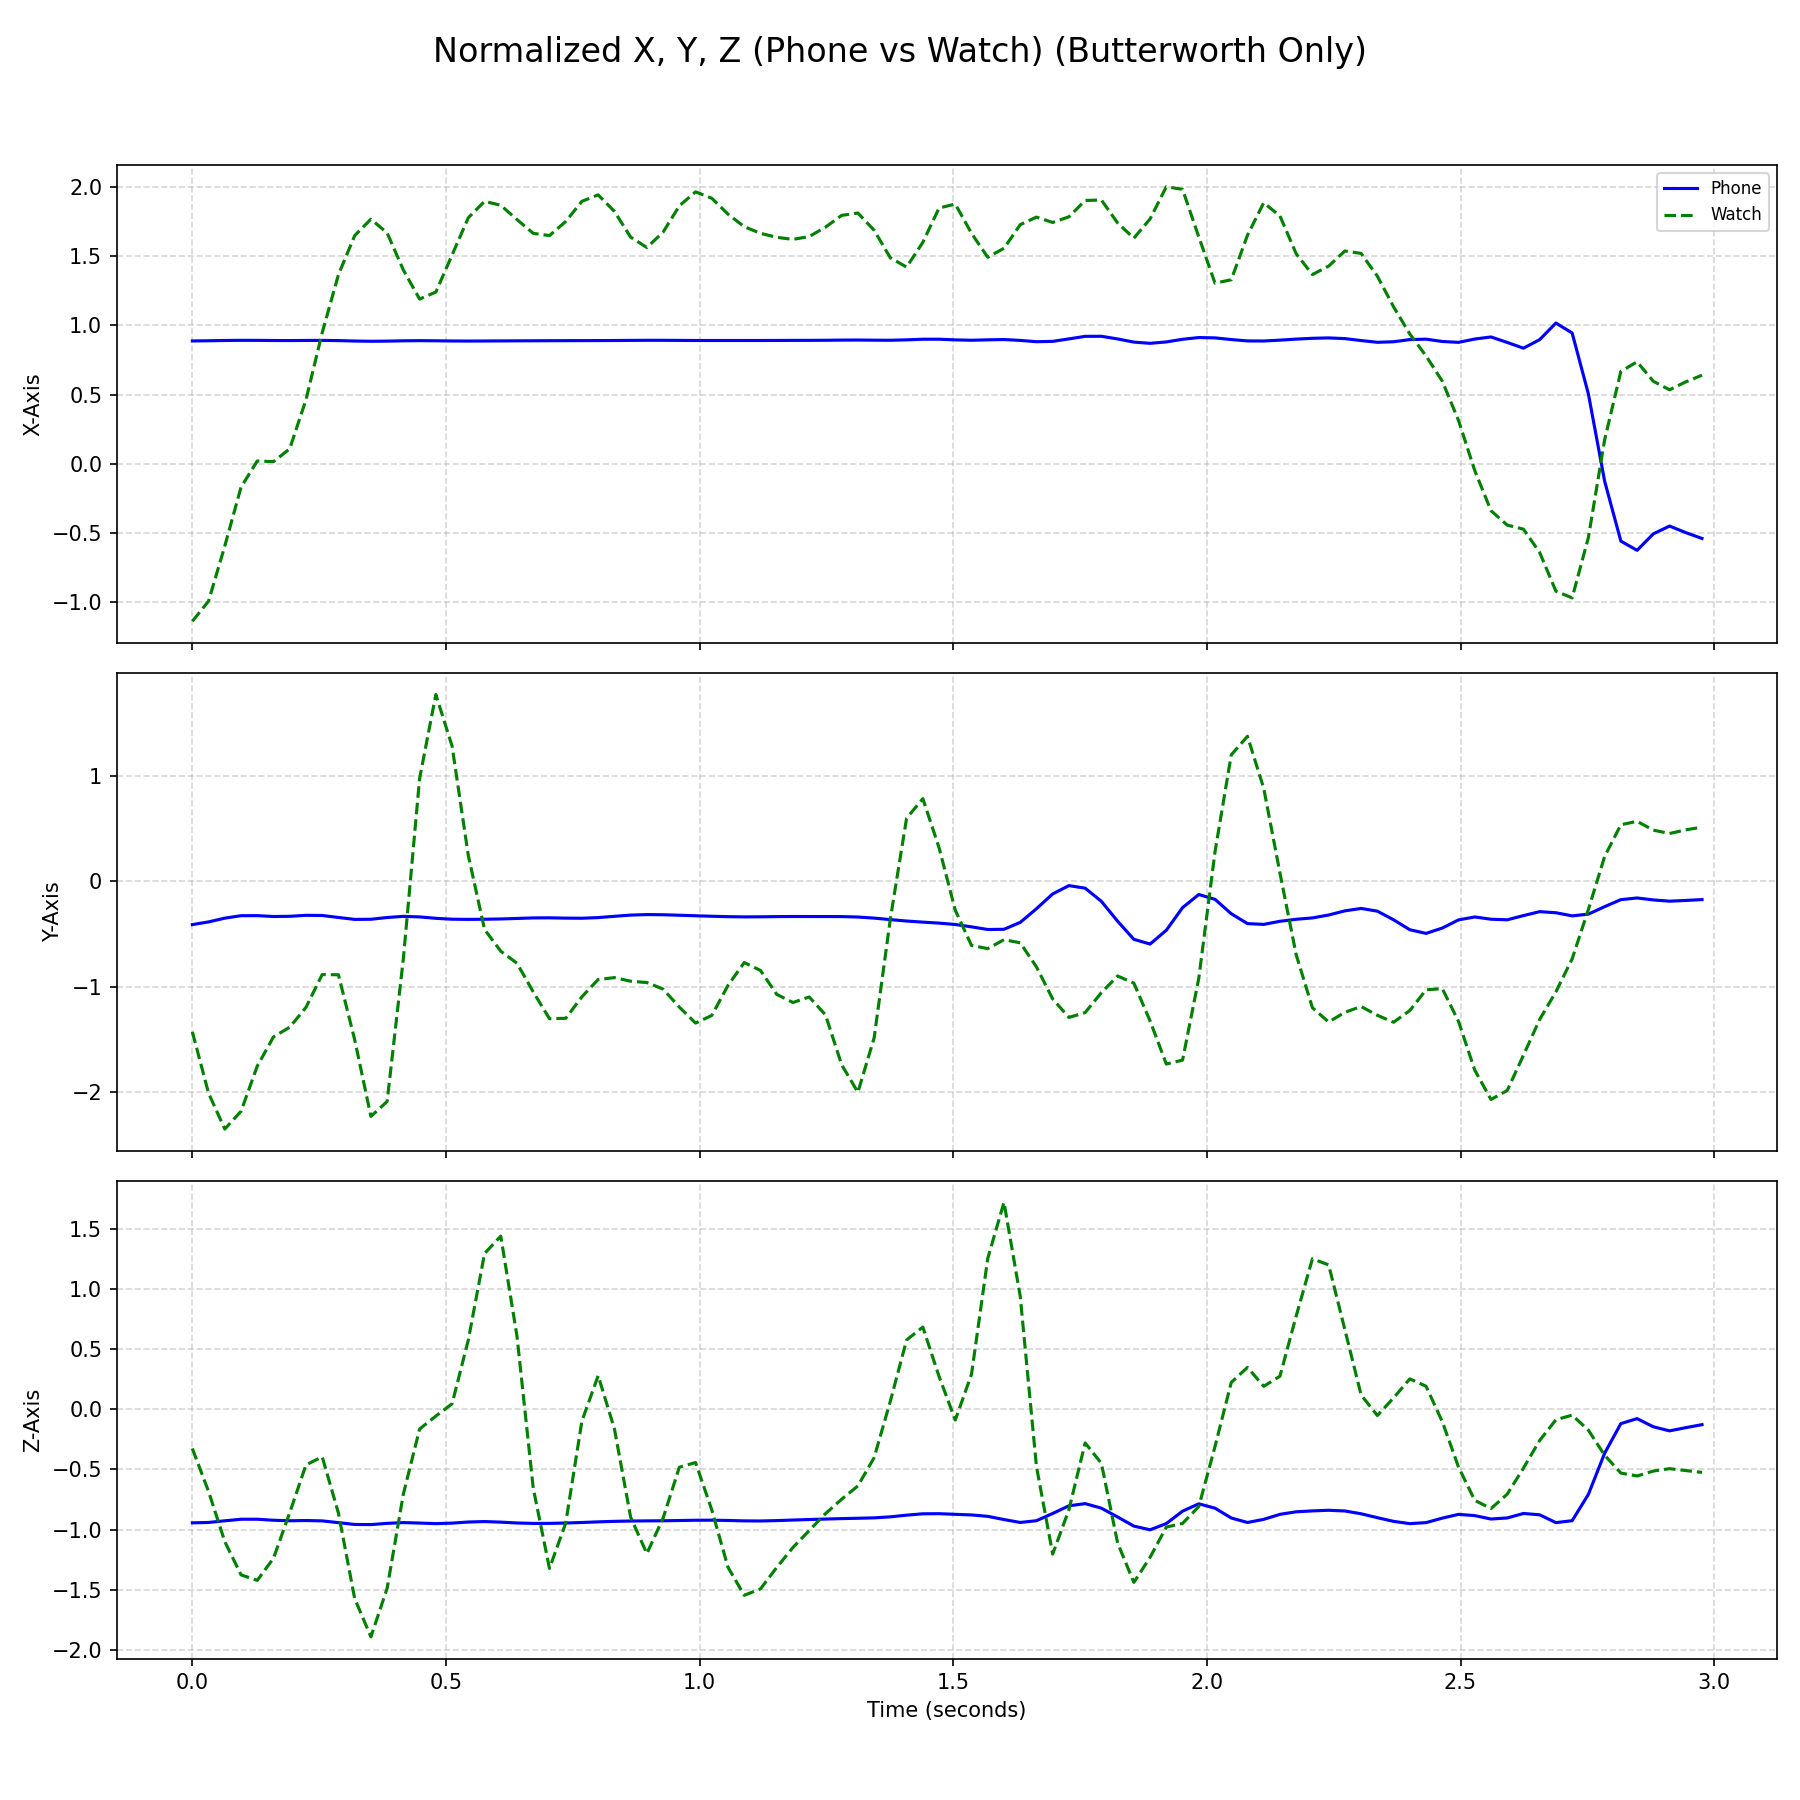 Normalized X, Y, Z (Phone vs Watch) (Butterworth Only)
Phone
Watch
X-Axis
2.0
1.5
1.0
0.5
0.0
−0.5
−1.0
Y-Axis
1
0
−1
−2
Z-Axis
1.5
1.0
0.5
0.0
−0.5
−1.0
−1.5
−2.0
0.0 0.5 1.0 1.5 2.0 2.5 3.0
Time (seconds)